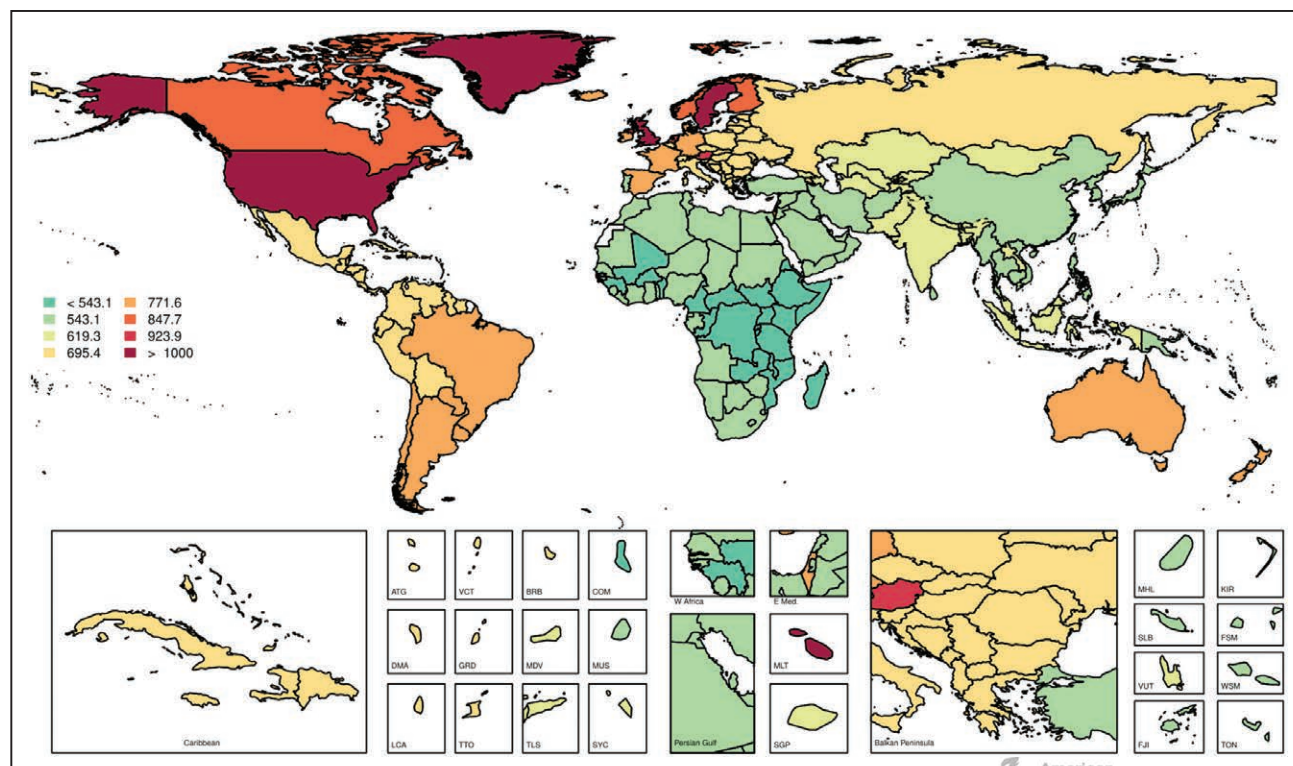 < 543.1
543.1
619.3
695.4
771.6
847.7
923.9
> 1000
Caribbean
ATG
VCT
BRB
COM
DMA
GRD
MDV
MUS
LCA
TTO
TLS
SYC
W Africa
E Med.
Persian Gulf
MLT
SGP
Balkan Peninsula
MHL
KIR
SLB
FSM
VUT
WSM
FJI
TON
American